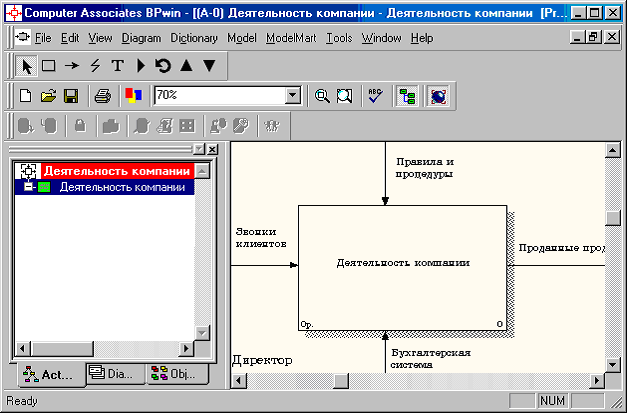 Computer Associates BPwin - [(A-0) Деятельность компании - Деятельность компании [Pr...
File Edit View Diagram Dictionary Model ModelMart Tools Window Help
70%
ABC
Деятельность компании
Деятельность компании
Правила и
процедуры
Звонки
клиентов
Деятельность компании
Проданные прод
0р.
0
Бухгалтерская
система
Директор
Act...
Dia...
Obj...
Ready
NUM